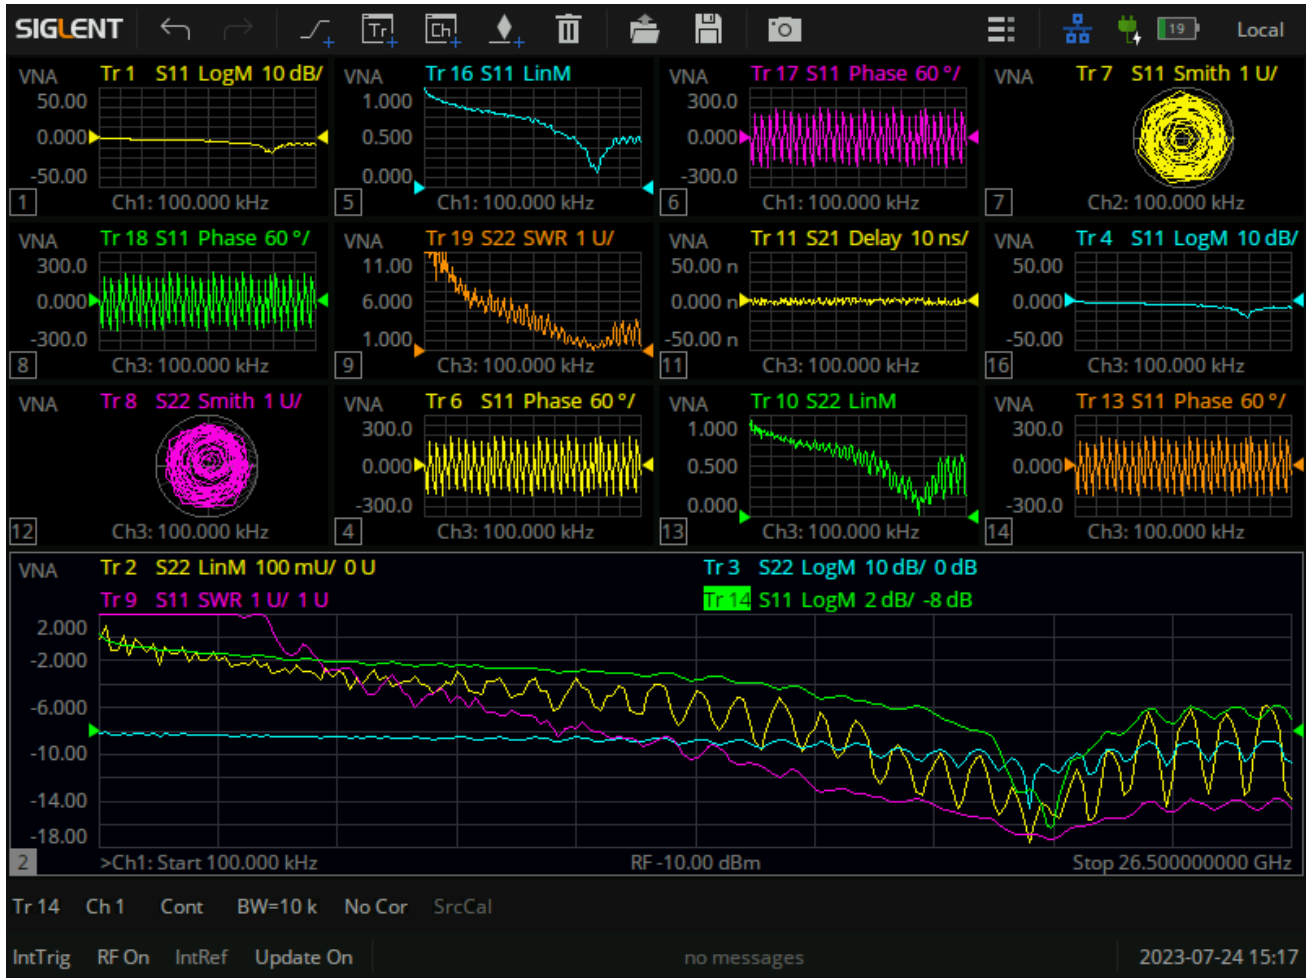 SIGLENT Tr Ch 19 Local
VNA Tr 1 S11 LogM 10 dB/
50.00
0.000
-50.00
1 Ch1: 100.000 kHz
VNA Tr 16 S11 LinM
1.000
0.500
0.000
5 Ch1: 100.000 kHz
VNA Tr 17 S11 Phase 60 °/
300.0
0.000
-300.0
6 Ch1: 100.000 kHz
VNA Tr 7 S11 Smith 1 U/
7 Ch2: 100.000 kHz
VNA Tr 18 S11 Phase 60 °/
300.0
0.000
-300.0
8 Ch3: 100.000 kHz
VNA Tr 19 S22 SWR 1 U/
11.00
6.000
1.000
9 Ch3: 100.000 kHz
VNA Tr 11 S21 Delay 10 ns/
50.00 n
0.000 n
-50.00 n
11 Ch3: 100.000 kHz
VNA Tr 4 S11 LogM 10 dB/
50.00
0.000
-50.00
16 Ch3: 100.000 kHz
VNA Tr 8 S22 Smith 1 U/
12 Ch3: 100.000 kHz
VNA Tr 6 S11 Phase 60 °/
300.0
0.000
-300.0
4 Ch3: 100.000 kHz
VNA Tr 10 S22 LinM
1.000
0.500
0.000
13 Ch3: 100.000 kHz
VNA Tr 13 S11 Phase 60 °/
300.0
0.000
-300.0
14 Ch3: 100.000 kHz
VNA Tr 2 S22 LinM 100 mU/ 0 U Tr 3 S22 LogM 10 dB/ 0 dB
Tr 9 S11 SWR 1 U/ 1 U Tr 14 S11 LogM 2 dB/ -8 dB
2.000
-2.000
-6.000
-10.00
-14.00
-18.00
2 >Ch1: Start 100.000 kHz RF -10.00 dBm Stop 26.500000000 GHz
Tr 14 Ch 1 Cont BW=10 k No Cor SrcCal
IntTrig RF On IntRef Update On no messages 2023-07-24 15:17